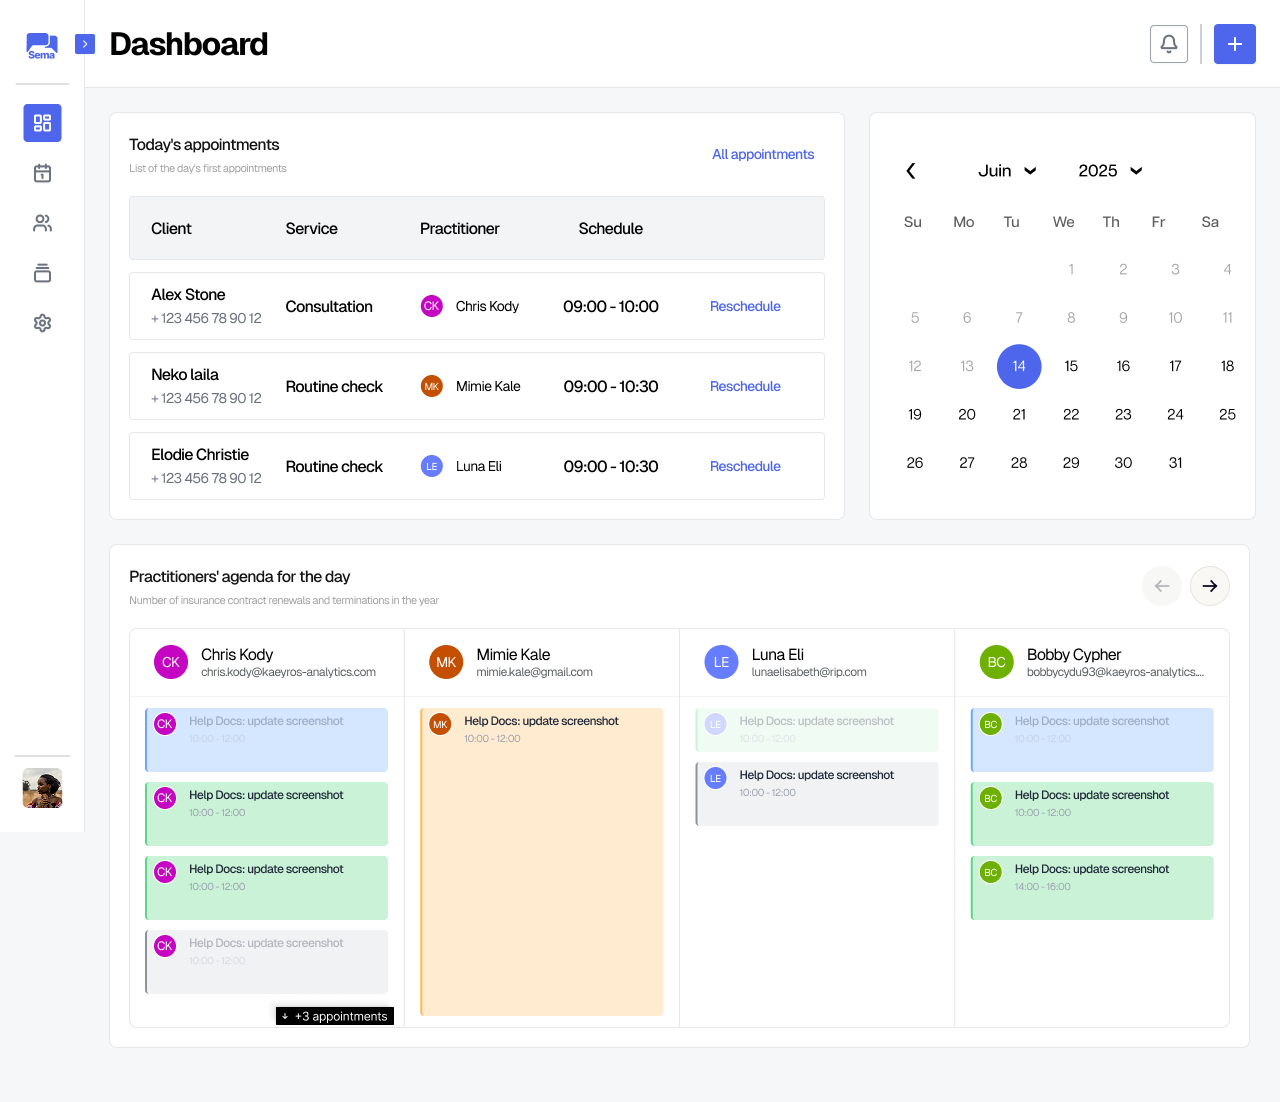 Sema
Dashboard
Today's appointments
List of the day's first appointments
All appointments
Client Service Practitioner Schedule
Alex Stone
+ 123 456 78 90 12
Consultation
CK Chris Kody
09:00 - 10:00
Reschedule
Neko laila
+ 123 456 78 90 12
Routine check
MK Mimie Kale
09:00 - 10:30
Reschedule
Elodie Christie
+ 123 456 78 90 12
Routine check
LE Luna Eli
09:00 - 10:30
Reschedule
Juin 2025
Su Mo Tu We Th Fr Sa
1 2 3 4
5 6 7 8 9 10 11
12 13 14 15 16 17 18
19 20 21 22 23 24 25
26 27 28 29 30 31
Practitioners' agenda for the day
Number of insurance contract renewals and terminations in the year
CK Chris Kody
chris.kody@kaeyros-analytics.com
CK Help Docs: update screenshot
10:00 - 12:00
CK Help Docs: update screenshot
10:00 - 12:00
CK Help Docs: update screenshot
10:00 - 12:00
CK Help Docs: update screenshot
10:00 - 12:00
+3 appointments
MK Mimie Kale
mimie.kale@gmail.com
MK Help Docs: update screenshot
10:00 - 12:00
LE Luna Eli
lunaelisabeth@rip.com
LE Help Docs: update screenshot
10:00 - 12:00
LE Help Docs: update screenshot
10:00 - 12:00
BC Bobby Cypher
bobbycydu93@kaeyros-analytics....
BC Help Docs: update screenshot
10:00 - 12:00
BC Help Docs: update screenshot
10:00 - 12:00
BC Help Docs: update screenshot
14:00 - 16:00